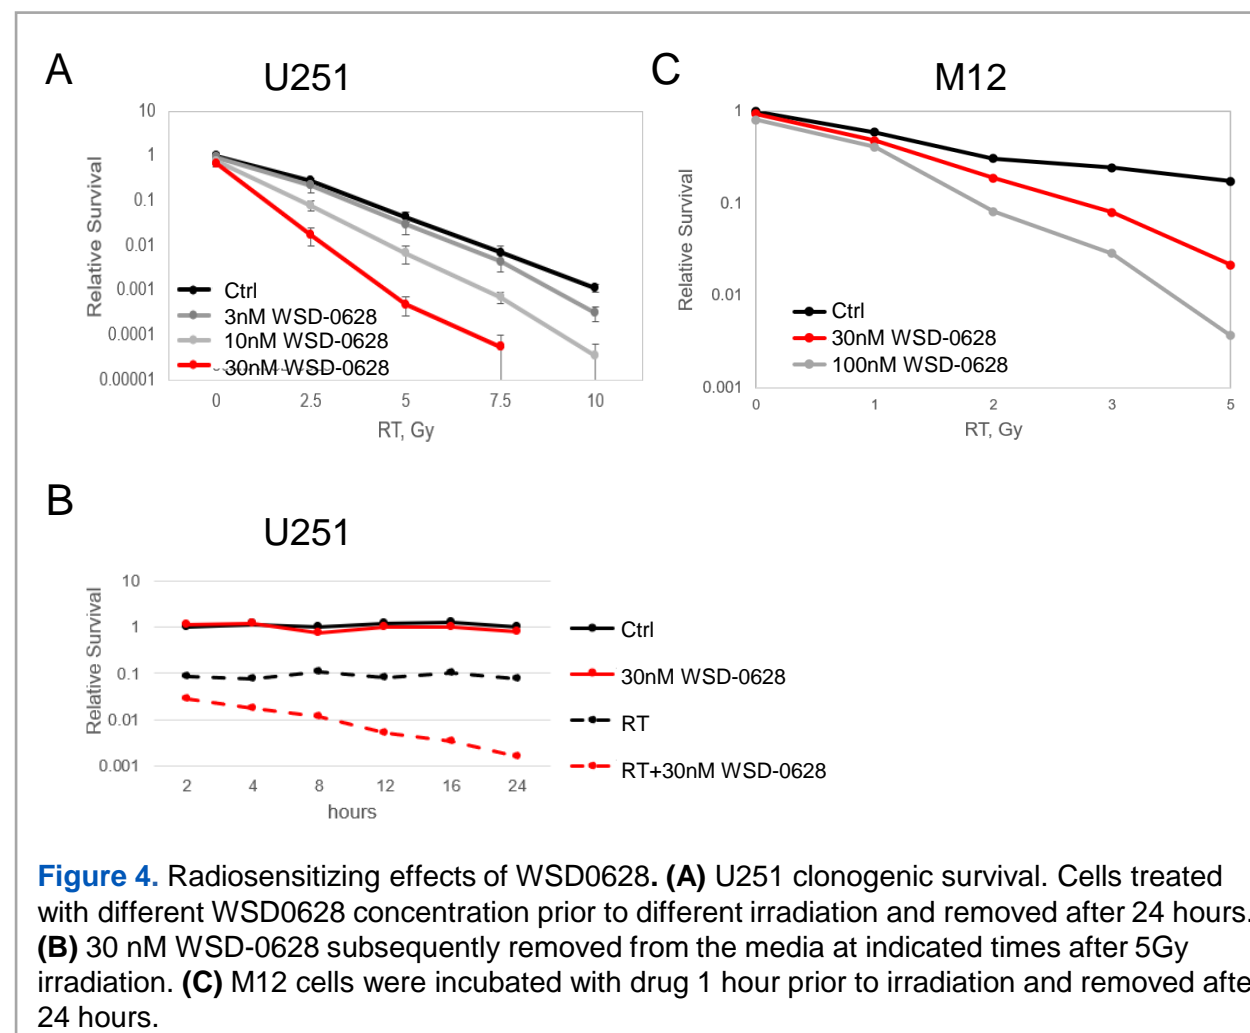 A
U251
10
1
0.1
0.01
0.001
0.0001
0.00001
Relative Survival
Ctrl
3nM WSD-0628
10nM WSD-0628
30nM WSD-0628
0 2.5 5 7.5 10
RT, Gy
C
M12
1
0.1
0.01
0.001
Relative Survival
Ctrl
30nM WSD-0628
100nM WSD-0628
0 1 2 3 5
RT, Gy
B
U251
10
1
0.1
0.01
0.001
Relative Survival
2 4 8 12 16 24
hours
Ctrl
30nM WSD-0628
RT
RT+30nM WSD-0628
Figure 4. Radiosensitizing effects of WSD0628. (A) U251 clonogenic survival. Cells treated
with different WSD0628 concentration prior to different irradiation and removed after 24 hours.
(B) 30 nM WSD-0628 subsequently removed from the media at indicated times after 5Gy
irradiation. (C) M12 cells were incubated with drug 1 hour prior to irradiation and removed afte
24 hours.